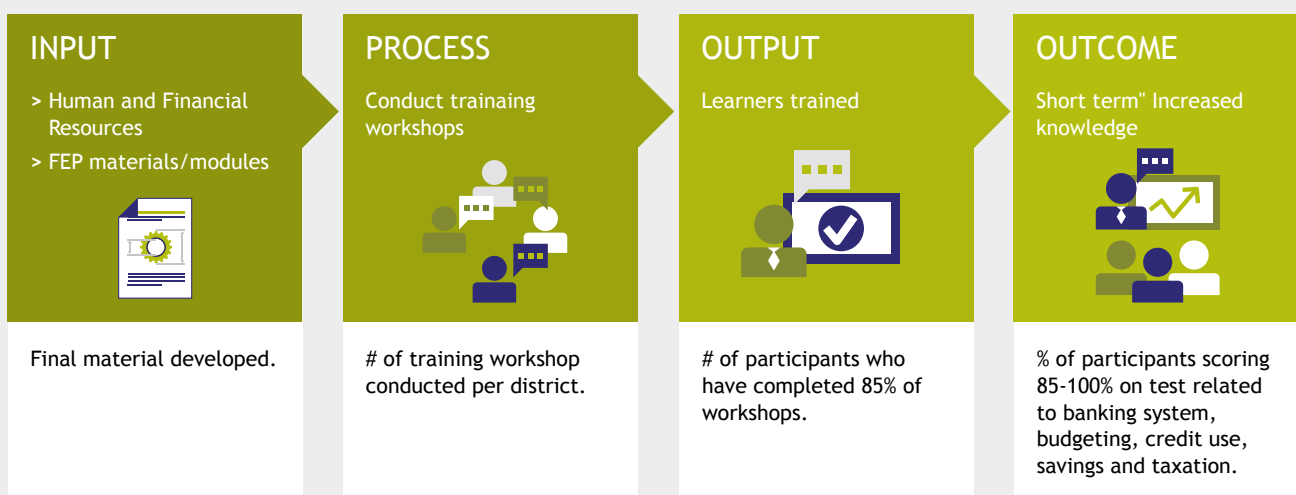 INPUT
> Human and Financial
Resources
> FEP materials/modules
Final material developed.
PROCESS
Conduct trainaing
workshops
# of training workshop
conducted per district.
OUTPUT
Learners trained
# of participants who
have completed 85% of
workshops.
OUTCOME
Short term" Increased
knowledge
% of participants scoring
85-100% on test related
to banking system,
budgeting, credit use,
savings and taxation.